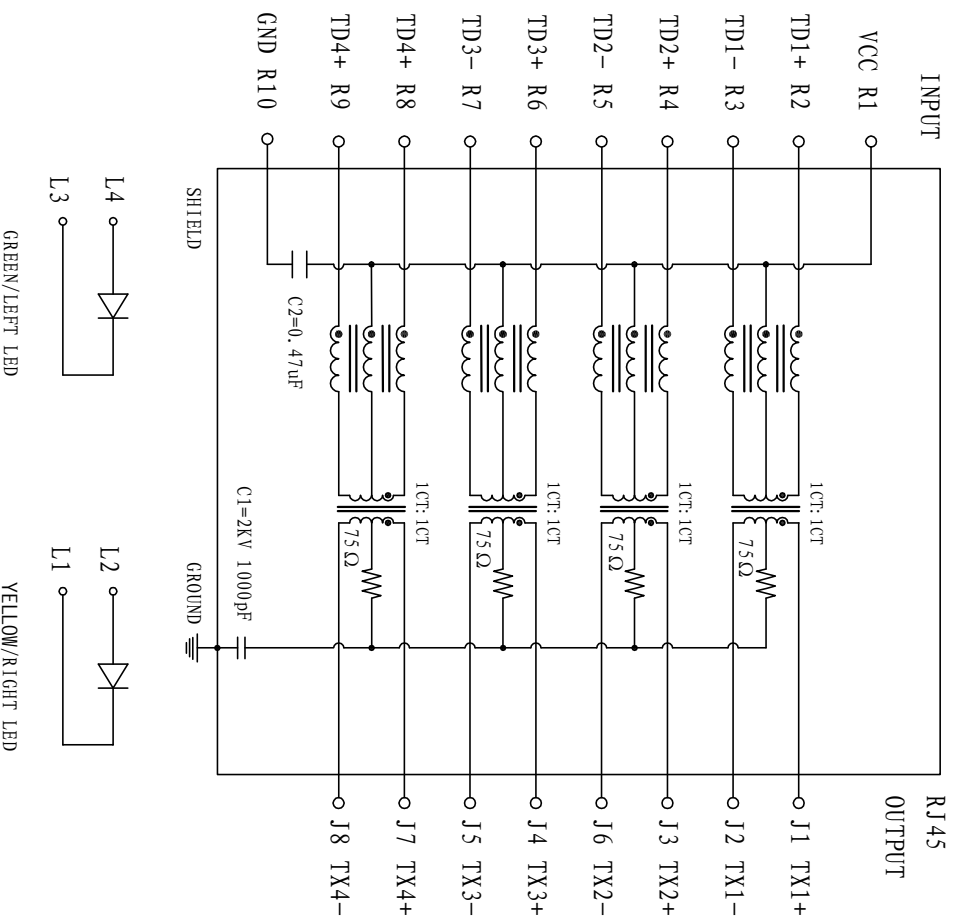 INPUT
VCC R1
TD1+ R2
TD1- R3
TD2+ R4
TD2- R5
TD3+ R6
TD3- R7
TD4+ R8
TD4+ R9
GND R10
1CT:1CT
75Ω
1CT:1CT
75Ω
1CT:1CT
75Ω
1CT:1CT
75Ω
C2=0.47uF
C1=2KV 1000pF
SHIELD
GROUND
RJ45
OUTPUT
J1 TX1+
J2 TX1-
J3 TX2+
J6 TX2-
J4 TX3+
J5 TX3-
J7 TX4+
J8 TX4-
L4
L3
GREEN/LEFT LED
L2
L1
YELLOW/RIGHT LED